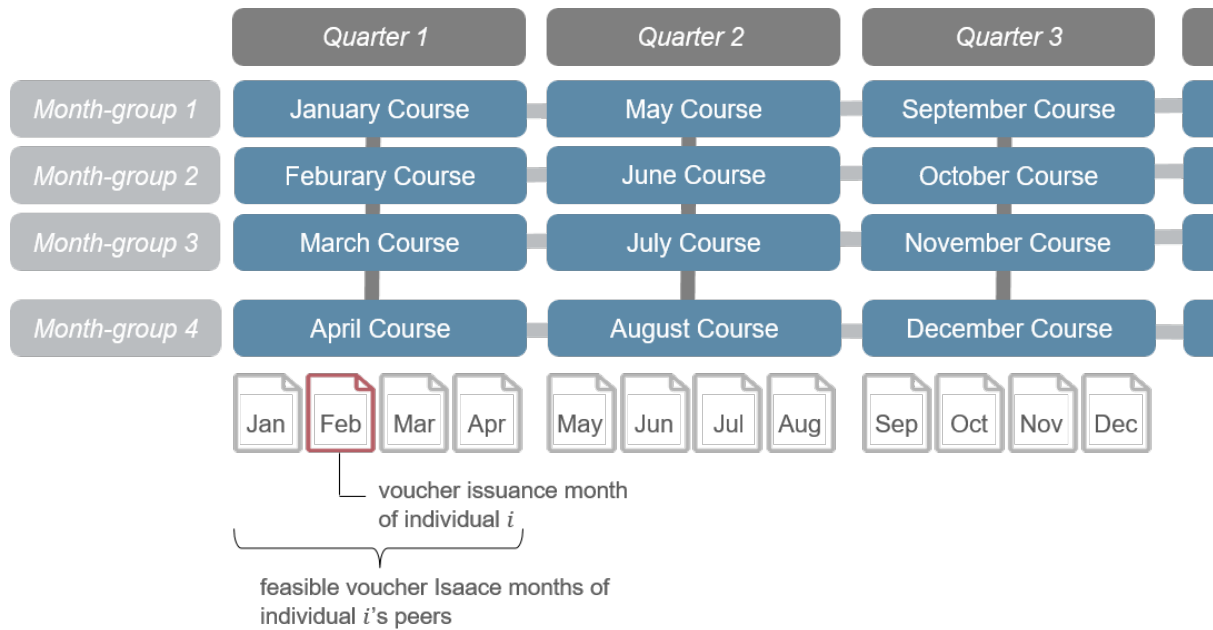 Quarter 1
Quarter 2
Quarter 3
Month-group 1
January Course
May Course
September Course
Month-group 2
Feburary Course
June Course
October Course
Month-group 3
March Course
July Course
November Course
Month-group 4
April Course
August Course
December Course
Jan
Feb
Mar
Apr
May
Jun
Jul
Aug
Sep
Oct
Nov
Dec
voucher issuance month
of individual i
feasible voucher Isaace months of
individual i's peers